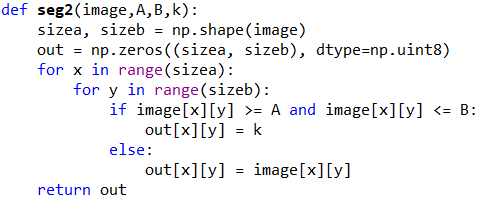 def seg2(image,A,B,k):
    sizea, sizeb = np.shape(image)
    out = np.zeros((sizea, sizeb), dtype=np.uint8)
    for x in range(sizea):
        for y in range(sizeb):
            if image[x][y] >= A and image[x][y] <= B:
                out[x][y] = k
            else:
                out[x][y] = image[x][y]
    return out